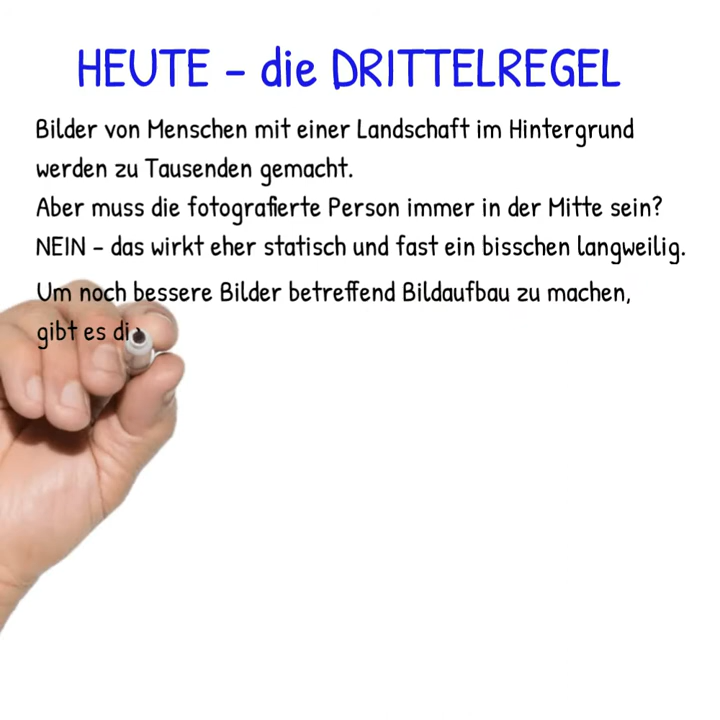 HEUTE - die DRITTELREGEL
Bilder von Menschen mit einer Landschaft im Hintergrund
werden zu Tausenden gemacht.
Aber muss die fotografierte Person immer in der Mitte sein?
NEIN - das wirkt eher statisch und fast ein bisschen langweilig.
Um noch bessere Bilder betreffend Bildaufbau zu machen,
gibt es di